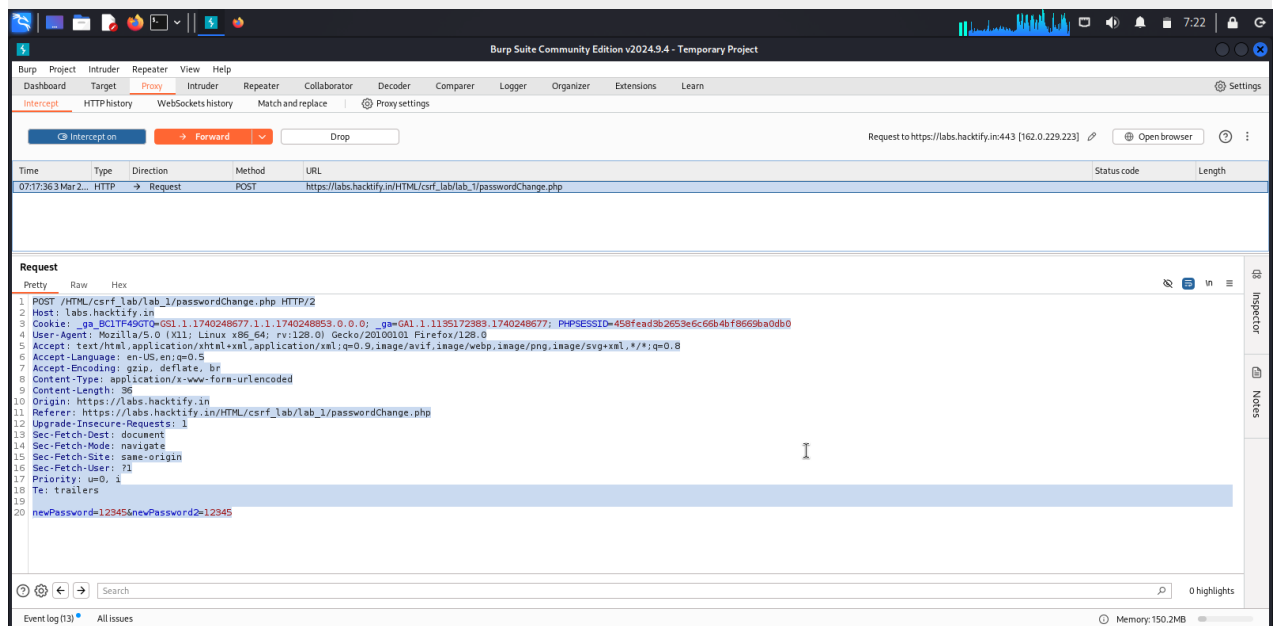 7:22
Burp Suite Community Edition v2024.9.4 - Temporary Project
Burp Project Intruder Repeater View Help
Dashboard Target Proxy Intruder Repeater Collaborator Decoder Comparer Logger Organizer Extensions Learn Settings
Intercept HTTP history WebSockets history Match and replace Proxy settings
Intercept on → Forward Drop Request to https://labs.hacktify.in:443 [162.0.229.223] Open browser
Time Type Direction Method URL Status code Length
07:17:36 3 Mar 2... HTTP → Request POST https://labs.hacktify.in/HTML/csrf_lab/lab_1/passwordChange.php
Request
Pretty Raw Hex \n
Inspector
Notes
1 POST /HTML/csrf_lab/lab_1/passwordChange.php HTTP/2
2 Host: labs.hacktify.in
3 Cookie: _ga_BC1TF49GTQ=GS1.1.1740248677.1.1.1740248853.0.0.0; _ga=GA1.1.1135172383.1740248677; PHPSESSID=458fead3b2653e6c66b4bf8669ba0db0
4 User-Agent: Mozilla/5.0 (X11; Linux x86_64; rv:128.0) Gecko/20100101 Firefox/128.0
5 Accept: text/html,application/xhtml+xml,application/xml;q=0.9,image/avif,image/webp,image/png,image/svg+xml,*/*;q=0.8
6 Accept-Language: en-US,en;q=0.5
7 Accept-Encoding: gzip, deflate, br
8 Content-Type: application/x-www-form-urlencoded
9 Content-Length: 36
10 Origin: https://labs.hacktify.in
11 Referer: https://labs.hacktify.in/HTML/csrf_lab/lab_1/passwordChange.php
12 Upgrade-Insecure-Requests: 1
13 Sec-Fetch-Dest: document
14 Sec-Fetch-Mode: navigate
15 Sec-Fetch-Site: same-origin
16 Sec-Fetch-User: ?1
17 Priority: u=0, i
18 Te: trailers
19
20 newPassword=12345&newPassword2=12345
Search 0 highlights
Event log (13) All issues Memory: 150.2MB